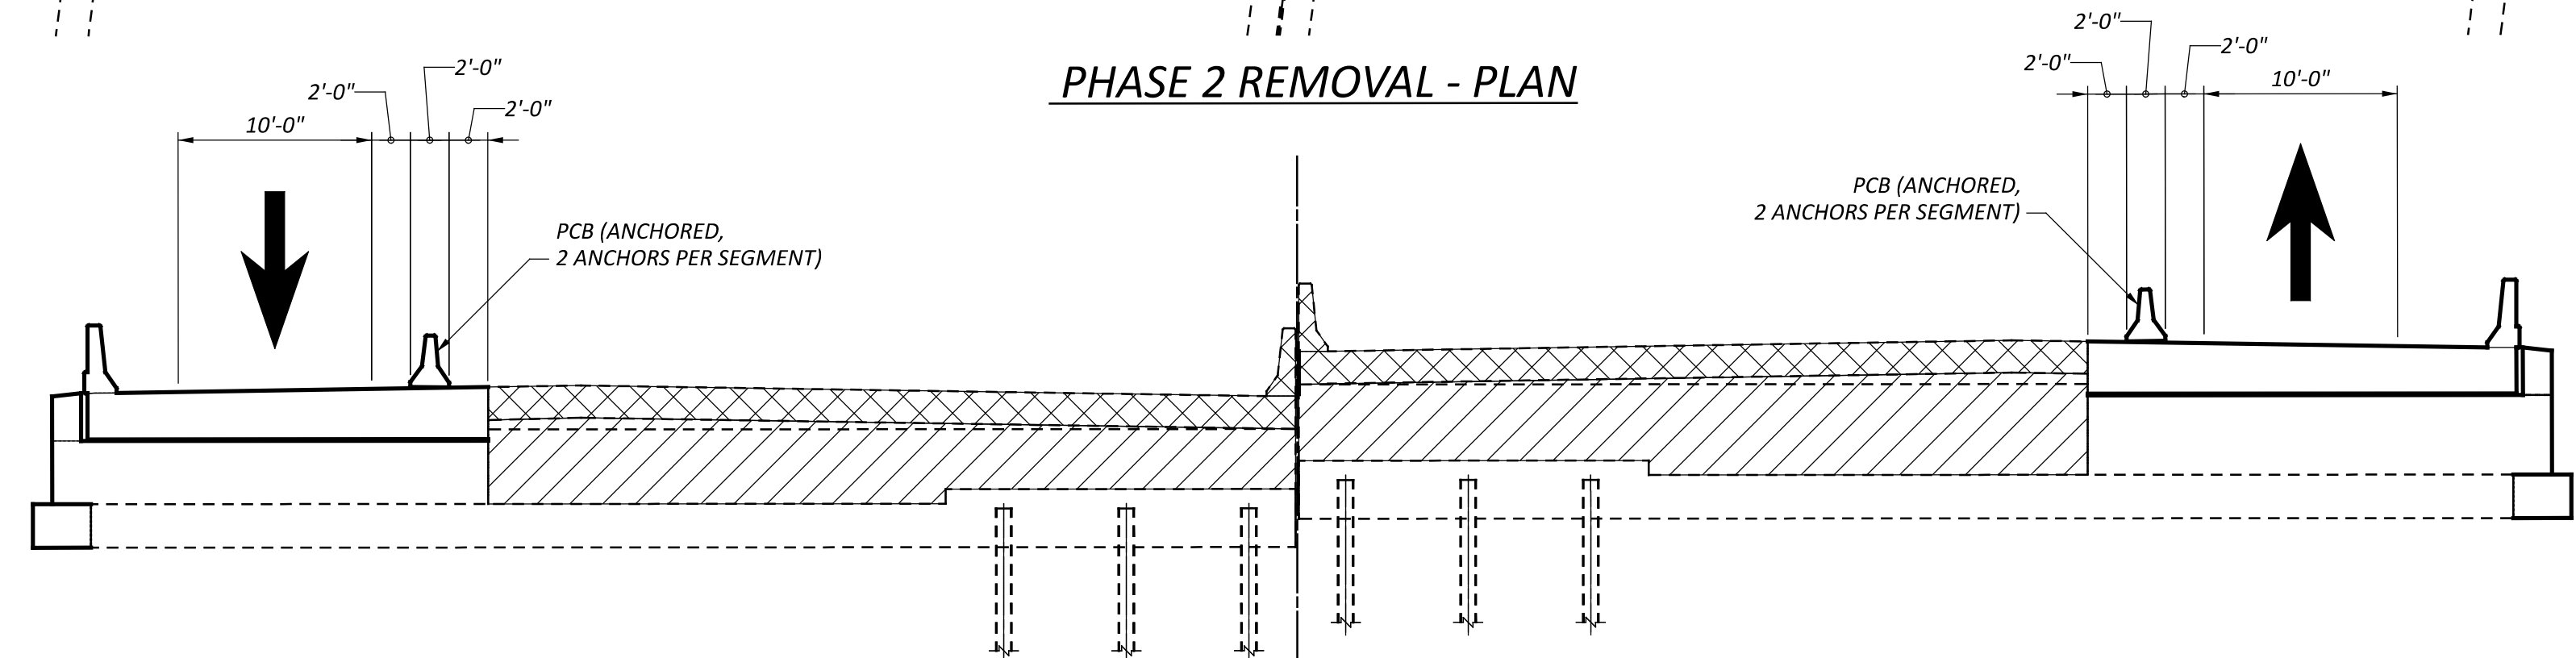 2'-0"
2'-0"
2'-0"
10'-0"
PHASE 2 REMOVAL - PLAN
2'-0"
2'-0"
2'-0"
10'-0"
PCB (ANCHORED,
2 ANCHORS PER SEGMENT)
PCB (ANCHORED,
2 ANCHORS PER SEGMENT)